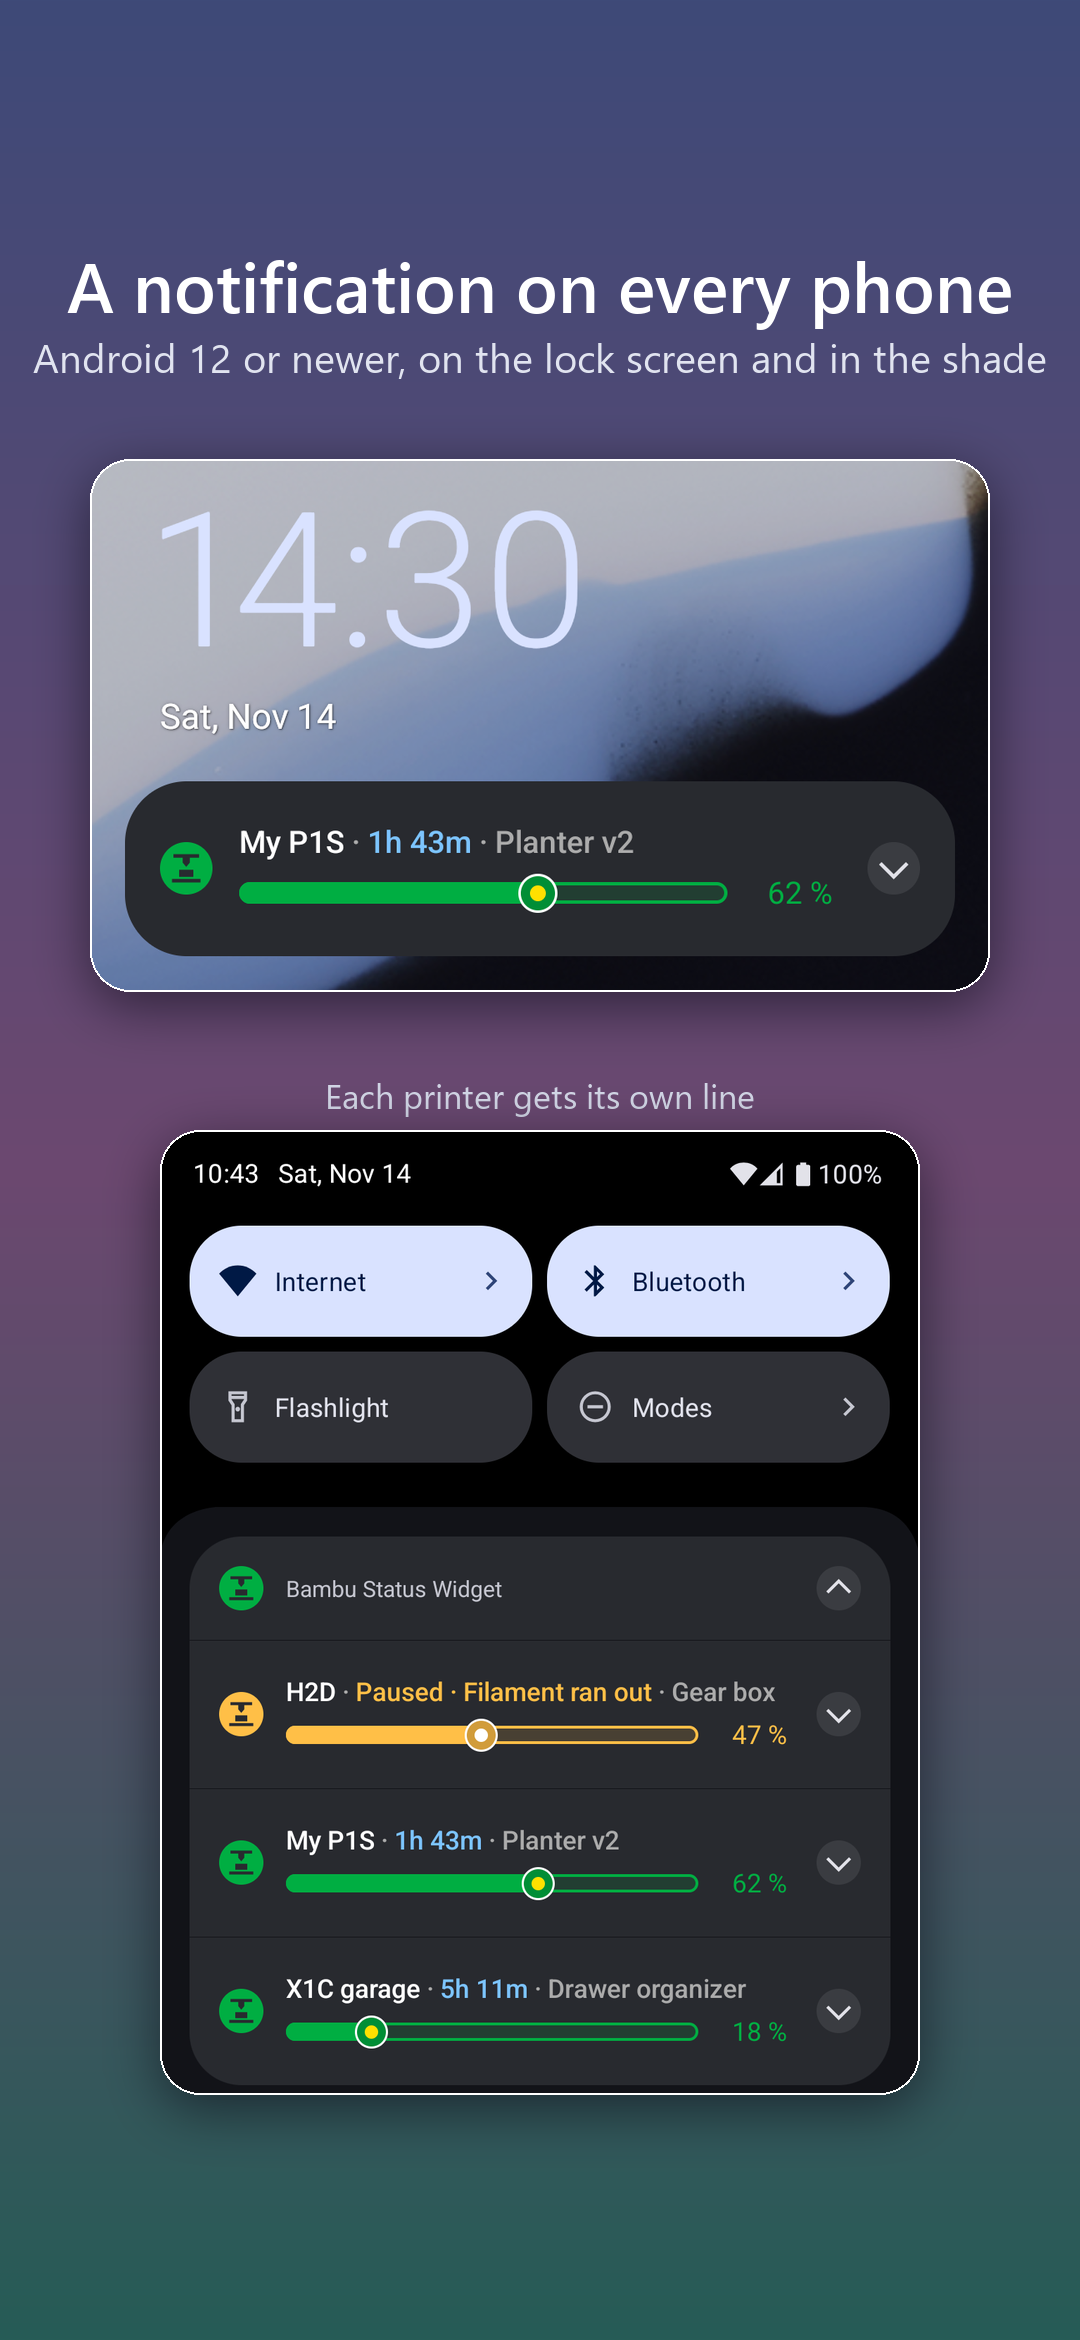 A notification on every phone
Android 12 or newer, on the lock screen and in the shade
14:30
Sat, Nov 14
My P1S · 1h 43m · Planter v2
62 %
Each printer gets its own line
10:43 Sat, Nov 14 100%
Internet Bluetooth
Flashlight Modes
Bambu Status Widget
H2D · Paused · Filament ran out · Gear box
47 %
My P1S · 1h 43m · Planter v2
62 %
X1C garage · 5h 11m · Drawer organizer
18 %